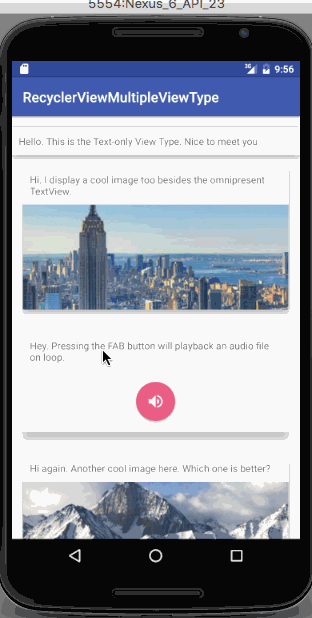 5554:Nexus_6_API_23
3G
9:56
RecyclerViewMultipleViewType
Hello. This is the Text-only View Type. Nice to meet you
Hi. I display a cool image too besides the omnipresent
TextView.
Hey. Pressing the FAB button will playback an audio file
on loop.
Hi again. Another cool image here. Which one is better?